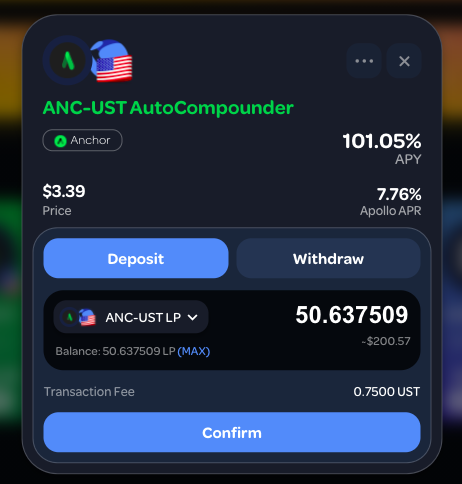 ANC-UST AutoCompounder
Anchor
101.05%
APY
$3.39
Price
7.76%
Apollo APR
Deposit
Withdraw
ANC-UST LP
50.637509
Balance: 50.637509 LP (MAX)
~$200.57
Transaction Fee
0.7500 UST
Confirm